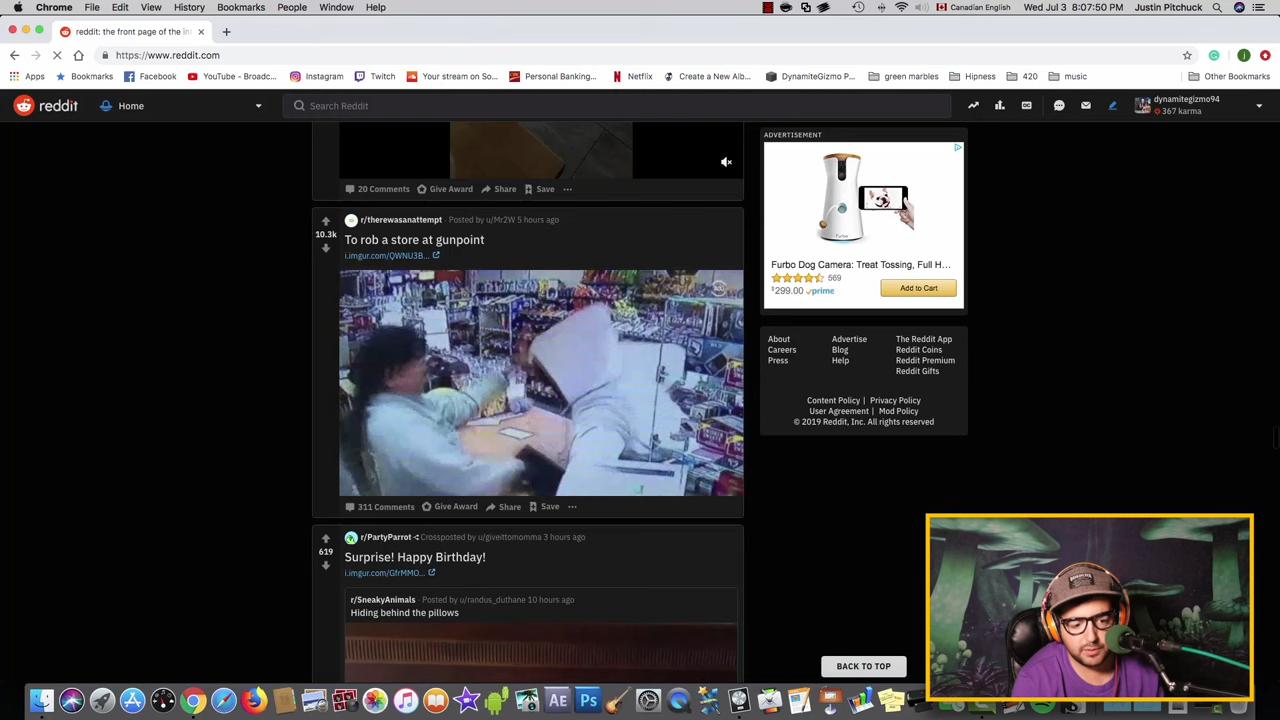 Chrome File Edit View History Bookmarks People Window Help Canadian English Wed Jul 3 8:07:50 PM Justin Pitchuck
reddit: the front page of the in
https://www.reddit.com
Apps Bookmarks Facebook YouTube - Broadc... Instagram Twitch Your stream on So... Personal Banking... Netflix Create a New Alb... DynamiteGizmo P... green marbles Hipness 420 music Other Bookmarks
reddit Home Search Reddit dynamitegizmo94
367 karma
20 Comments Give Award Share Save
ADVERTISEMENT
Furbo
Furbo Dog Camera: Treat Tossing, Full H...
569
$299.00 prime Add to Cart
r/therewasanattempt · Posted by u/Mr2W 5 hours ago
10.3k
To rob a store at gunpoint
i.imgur.com/QWNU3B...
311 Comments Give Award Share Save
About Advertise The Reddit App
Careers Blog Reddit Coins
Press Help Reddit Premium
Reddit Gifts
Content Policy | Privacy Policy
User Agreement | Mod Policy
© 2019 Reddit, Inc. All rights reserved
r/PartyParrot · Crossposted by u/giveittomomma 3 hours ago
619
Surprise! Happy Birthday!
i.imgur.com/GfrMMO...
r/SneakyAnimals · Posted by u/randus_duthane 10 hours ago
Hiding behind the pillows
BACK TO TOP
AE Ps